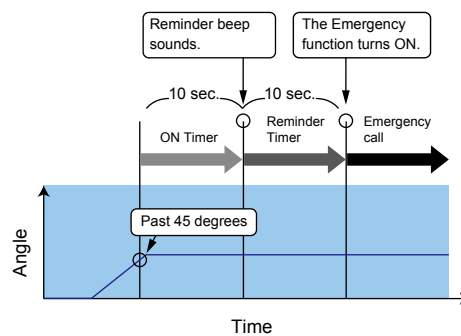 Reminder beep
sounds.
The Emergency
function turns ON.
10 sec.
10 sec.
ON Timer
Reminder
Timer
Emergency
call
Past 45 degrees
Angle
Time